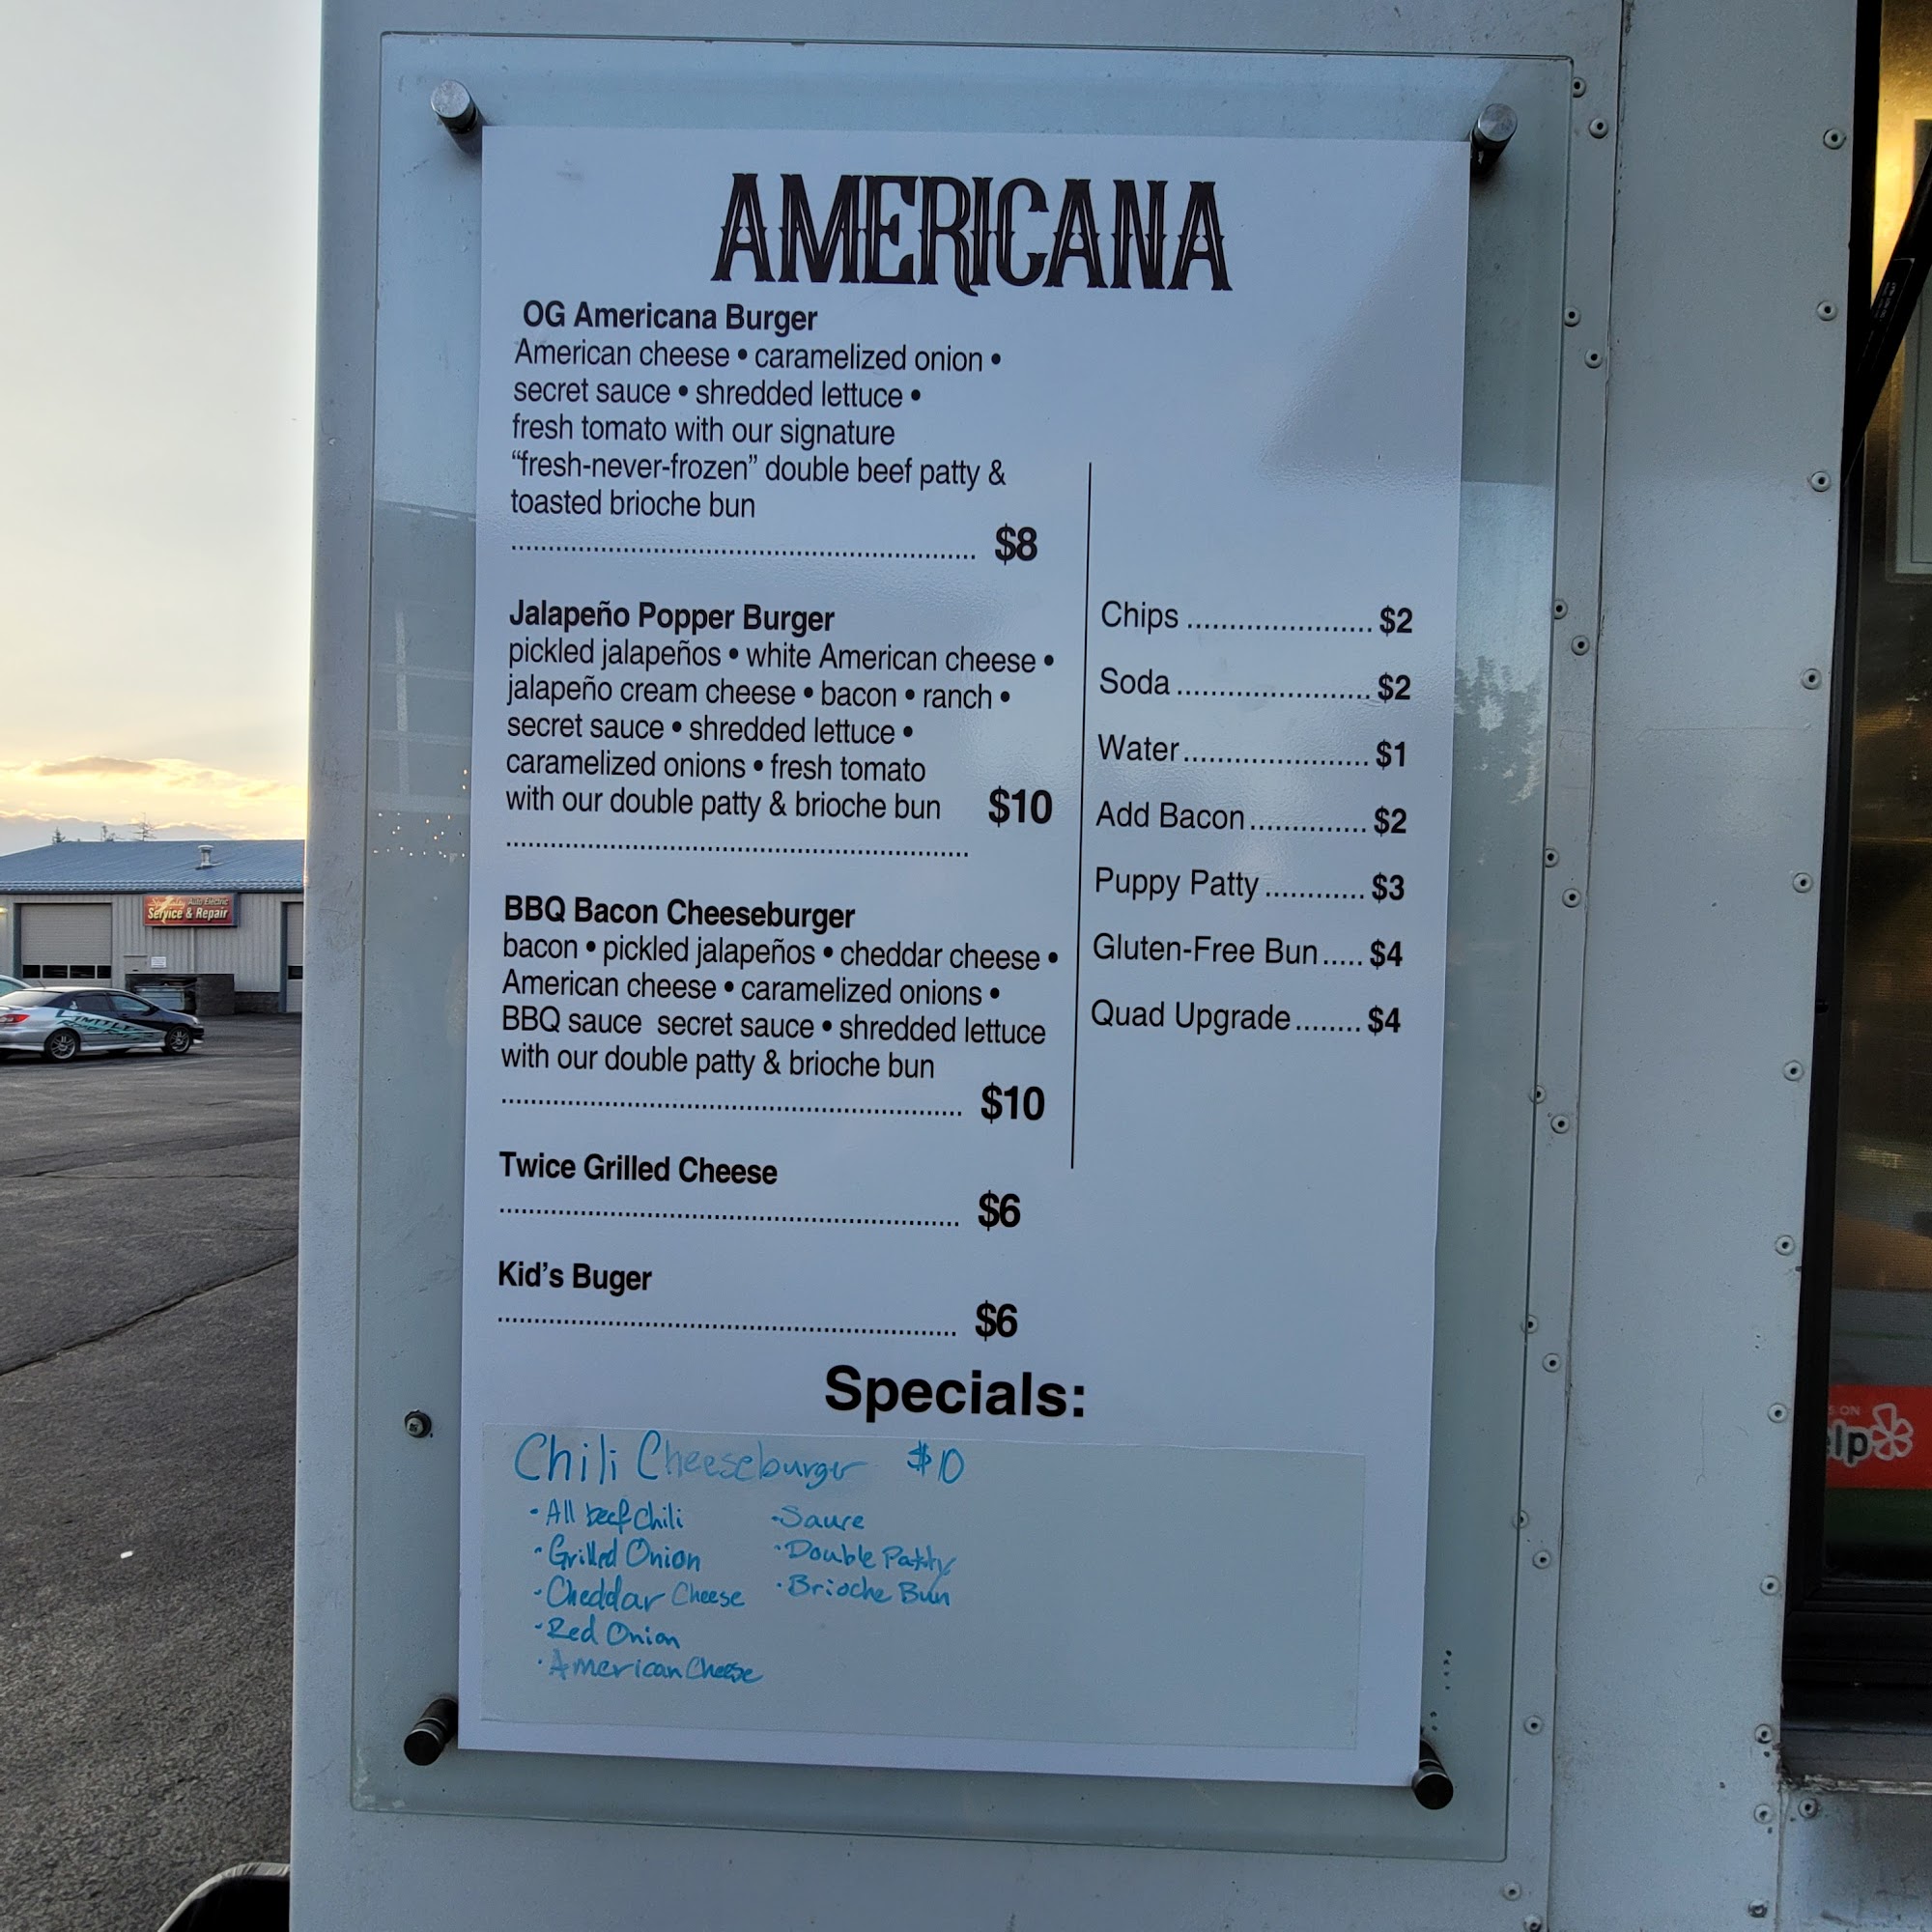 AMERICANA
OG Americana Burger
American cheese • caramelized onion •
secret sauce • shredded lettuce •
fresh tomato with our signature
“fresh-never-frozen” double beef patty &
toasted brioche bun
............................................................... $8
Jalapeño Popper Burger
pickled jalapeños • white American cheese •
jalapeño cream cheese • bacon • ranch •
secret sauce • shredded lettuce •
caramelized onions • fresh tomato
with our double patty & brioche bun $10
...............................................................
BBQ Bacon Cheeseburger
bacon • pickled jalapeños • cheddar cheese •
American cheese • caramelized onions •
BBQ sauce secret sauce • shredded lettuce
with our double patty & brioche bun
............................................................... $10
Twice Grilled Cheese
............................................................... $6
Kid’s Buger
............................................................... $6
Chips ...................... $2
Soda ....................... $2
Water ...................... $1
Add Bacon .............. $2
Puppy Patty ............ $3
Gluten-Free Bun ..... $4
Quad Upgrade ........ $4
Specials:
Chili Cheeseburger $10
• All beef Chili
• Grilled Onion
• Cheddar Cheese
• Red Onion
• American Cheese
• Sauce
• Double Patty
• Brioche Bun
Auto Electric
Service & Repair
ON
elp